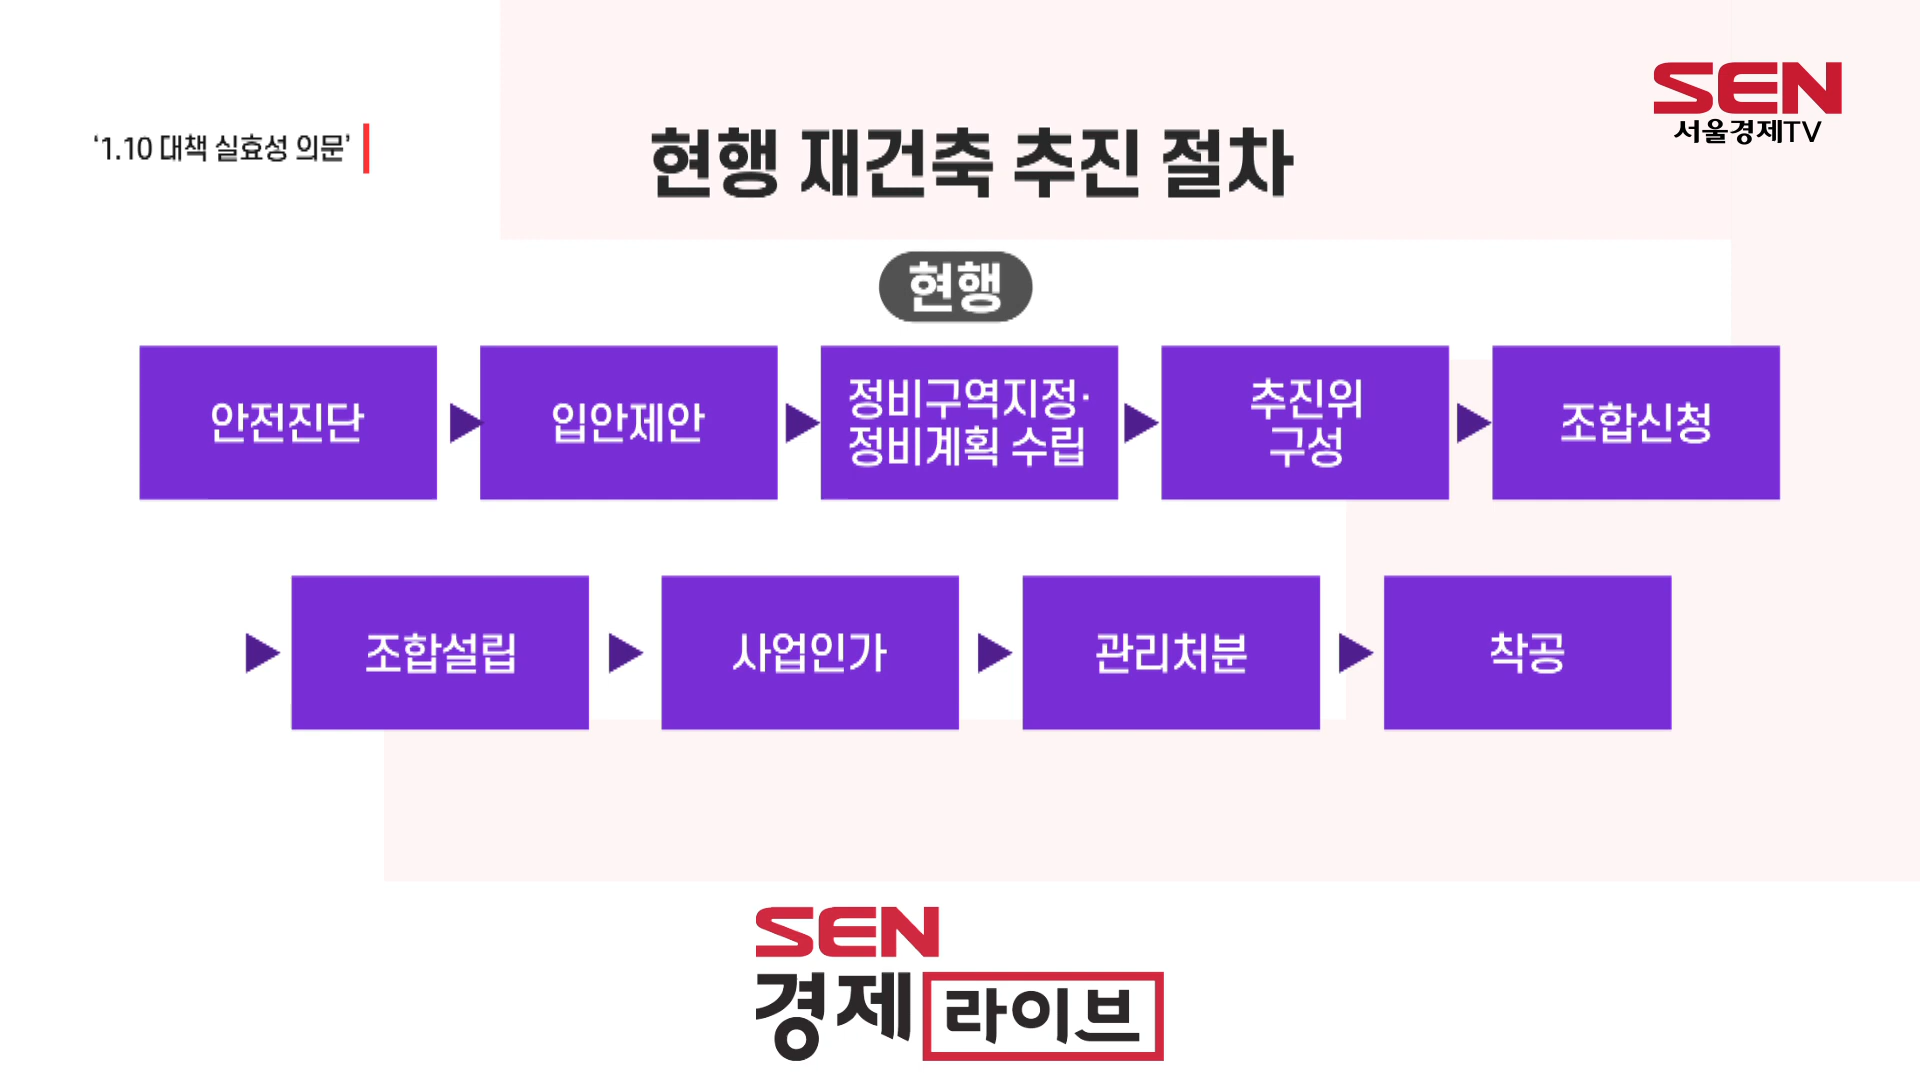 ‘1.10 대책 실효성 의문’
현행 재건축 추진 절차
SEN
서울경제TV
현행
안전진단
입안제안
정비구역지정·
정비계획 수립
추진위
구성
조합신청
조합설립
사업인가
관리처분
착공
SEN
경제라이브